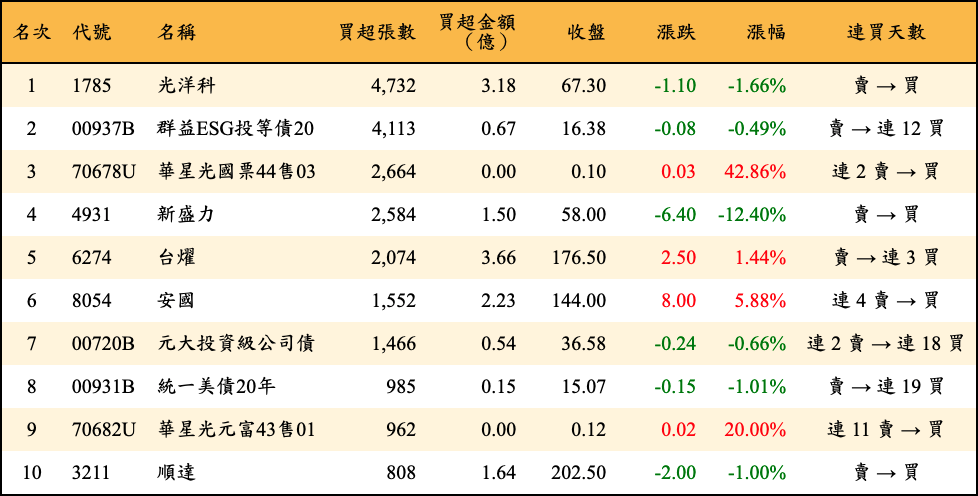 名次 代號 名稱 買超張數 買超金額（億） 收盤 漲跌 漲幅 連買天數
1 1785 光洋科 4,732 3.18 67.30 -1.10 -1.66% 賣 → 買
2 00937B 群益ESG投等債20 4,113 0.67 16.38 -0.08 -0.49% 賣 → 連 12 買
3 70678U 華星光國票44售03 2,664 0.00 0.10 0.03 42.86% 連 2 賣 → 買
4 4931 新盛力 2,584 1.50 58.00 -6.40 -12.40% 賣 → 買
5 6274 台燿 2,074 3.66 176.50 2.50 1.44% 賣 → 連 3 買
6 8054 安國 1,552 2.23 144.00 8.00 5.88% 連 4 賣 → 買
7 00720B 元大投資級公司債 1,466 0.54 36.58 -0.24 -0.66% 連 2 賣 → 連 18 買
8 00931B 統一美債20年 985 0.15 15.07 -0.15 -1.01% 賣 → 連 19 買
9 70682U 華星光元富43售01 962 0.00 0.12 0.02 20.00% 連 11 賣 → 買
10 3211 順達 808 1.64 202.50 -2.00 -1.00% 賣 → 買